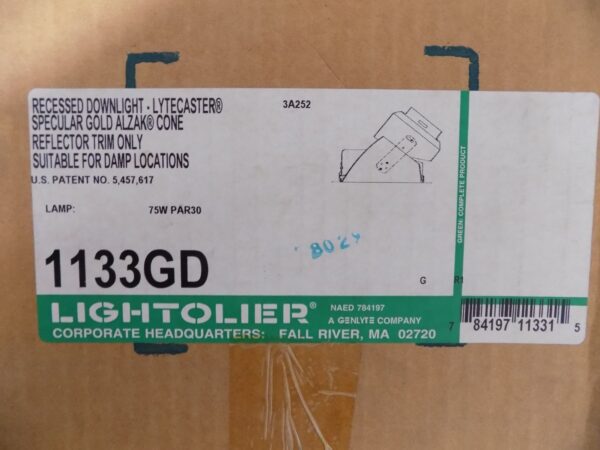 RECESSED DOWNLIGHT - LYTECASTER®
3A252
SPECULAR GOLD ALZAK® CONE
REFLECTOR TRIM ONLY
SUITABLE FOR DAMP LOCATIONS
U.S. PATENT NO. 5,457,617
LAMP: 75W PAR30
8024
1133GD
G R1
GREEN: COMPLETE PRODUCT
LIGHTOLIER®
NAED 784197
A GENLYTE COMPANY
CORPORATE HEADQUARTERS: FALL RIVER, MA 02720
7 84197 11331 5